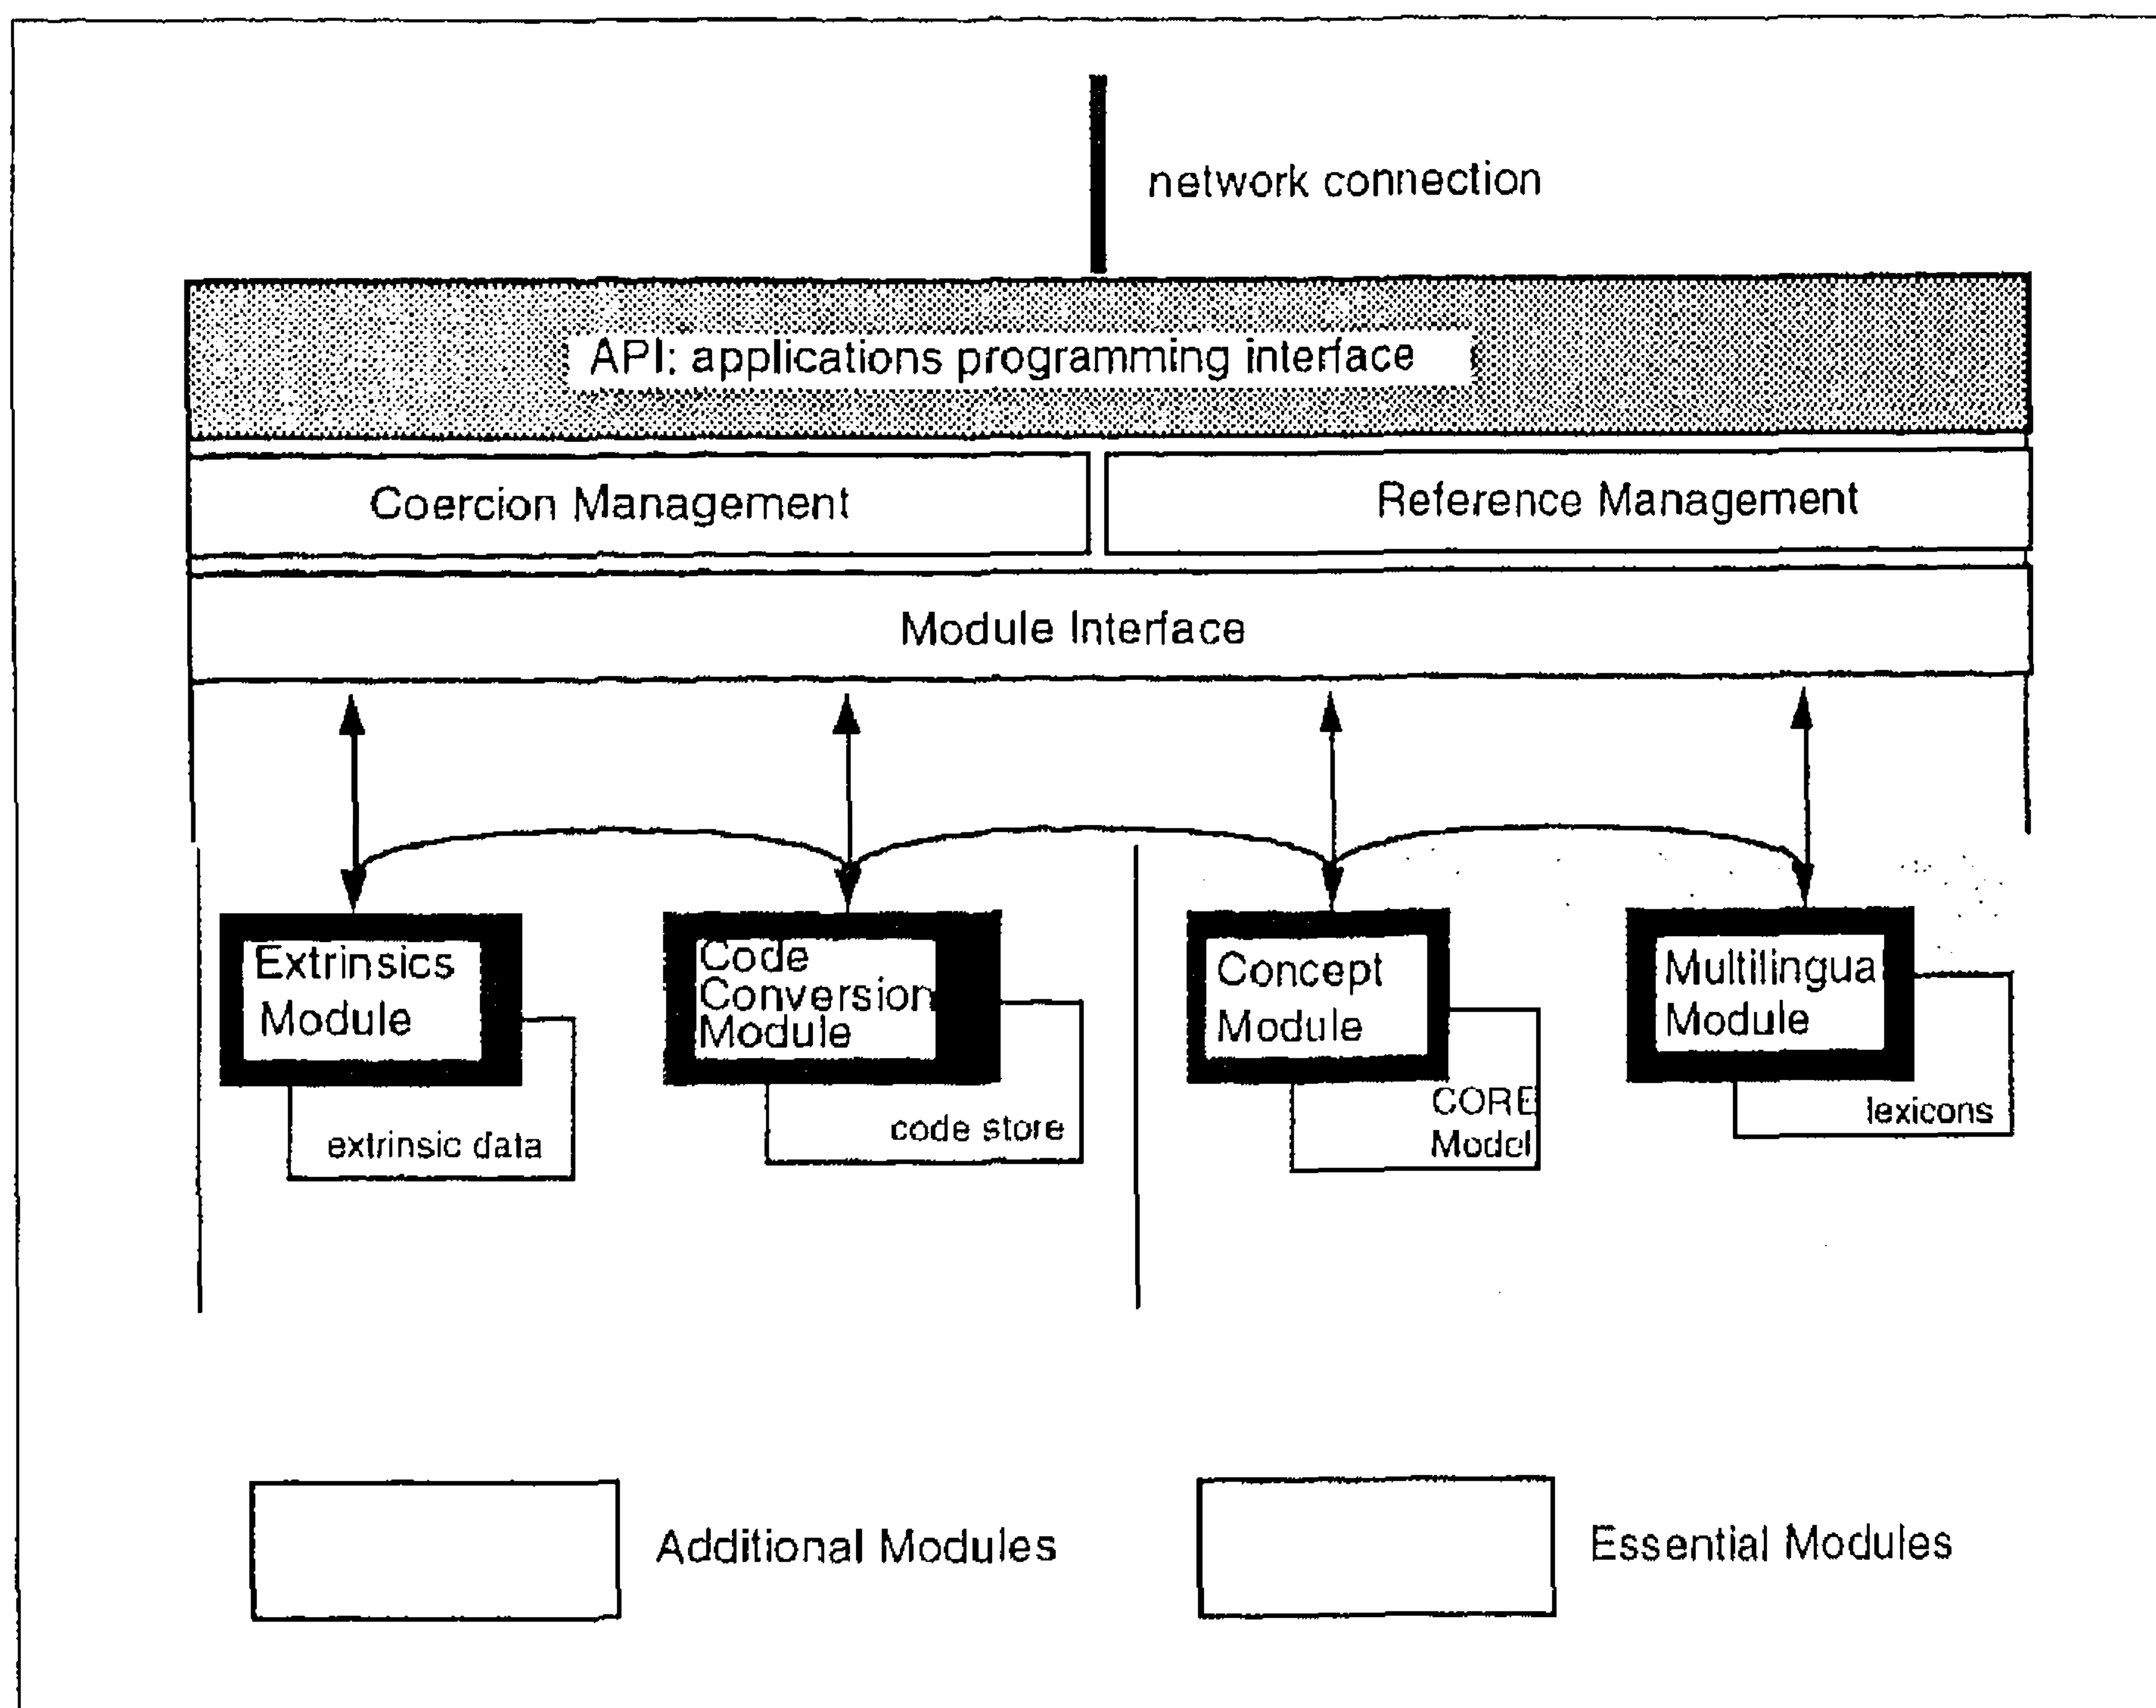 network connection
API: applications programming interface
Coercion Management
Reference Management
Module Interface
Extrinsics
Module
extrinsic data
Code
Conversion
Module
code store
Concept
Module
CORE
Model
Multilingua
Module
lexicons
Additional Modules
Essential Modules